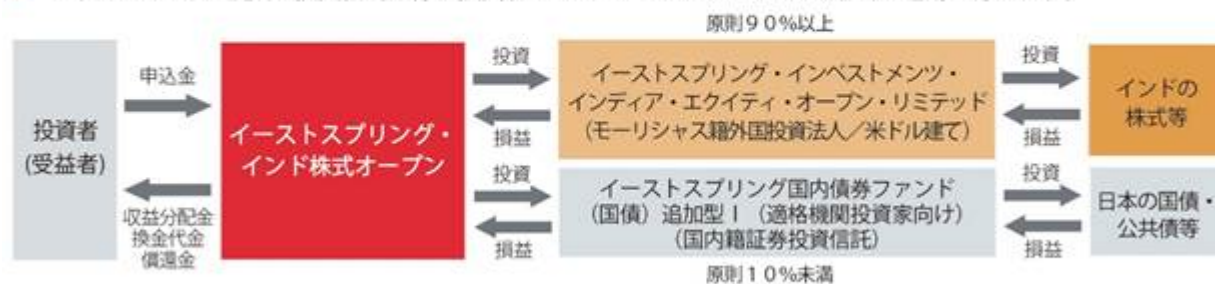 原則90%以上
投資者
(受益者)
申込金
収益分配金
換金代金
償還金
イーストスプリング・
インド株式オープン
投資
損益
イーストスプリング・インベストメンツ・
インディア・エクイティ・オープン・リミテッド
(モーリシャス籍外国投資法人/米ドル建て)
投資
損益
インドの
株式等
投資
損益
イーストスプリング国内債券ファンド
(国債)追加型Ⅰ(適格機関投資家向け)
(国内籍証券投資信託)
投資
損益
日本の国債・
公共債等
原則10%未満